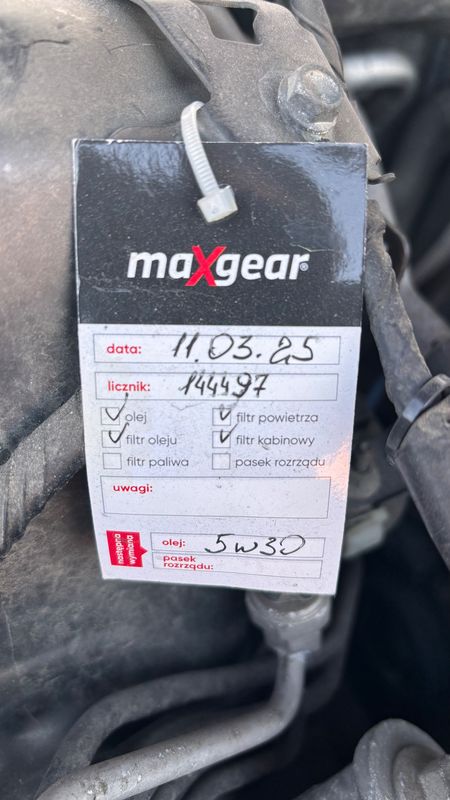 maXgear®
data: 11.03.25
licznik: 144497
olej filtr powietrza
filtr oleju filtr kabinowy
filtr paliwa pasek rozrządu
uwagi:
następna
wymiana
olej: 5w30
pasek
rozrządu: